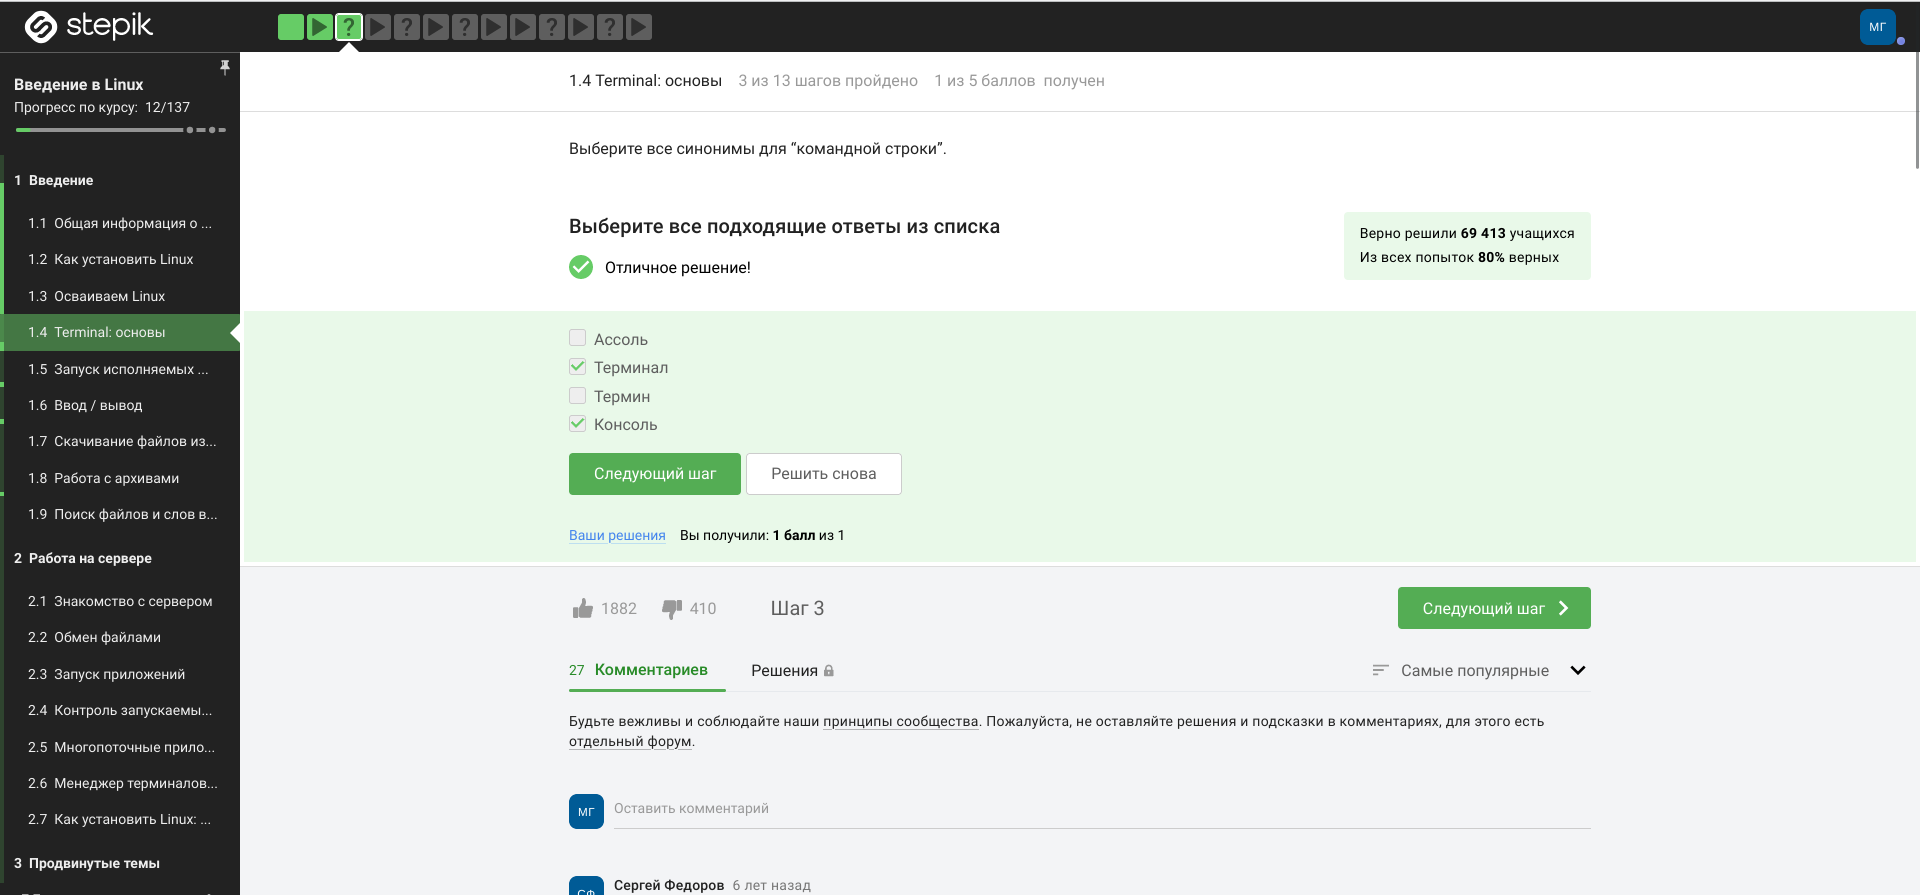 stepik
МГ
Введение в Linux
Прогресс по курсу: 12/137
1 Введение
1.1 Общая информация о ...
1.2 Как установить Linux
1.3 Осваиваем Linux
1.4 Terminal: основы
1.5 Запуск исполняемых ...
1.6 Ввод / вывод
1.7 Скачивание файлов из...
1.8 Работа с архивами
1.9 Поиск файлов и слов в...
2 Работа на сервере
2.1 Знакомство с сервером
2.2 Обмен файлами
2.3 Запуск приложений
2.4 Контроль запускаемы...
2.5 Многопоточные прило...
2.6 Менеджер терминалов...
2.7 Как установить Linux: ...
3 Продвинутые темы
1.4 Terminal: основы 3 из 13 шагов пройдено 1 из 5 баллов получен
Выберите все синонимы для “командной строки”.
Выберите все подходящие ответы из списка
Отличное решение!
Верно решили 69 413 учащихся
Из всех попыток 80% верных
Ассоль
Терминал
Термин
Консоль
Следующий шаг Решить снова
Ваши решения Вы получили: 1 балл из 1
1882 410 Шаг 3 Следующий шаг
27 Комментариев Решения Самые популярные
Будьте вежливы и соблюдайте наши принципы сообщества. Пожалуйста, не оставляйте решения и подсказки в комментариях, для этого есть
отдельный форум.
МГ Оставить комментарий
СФ Сергей Федоров 6 лет назад